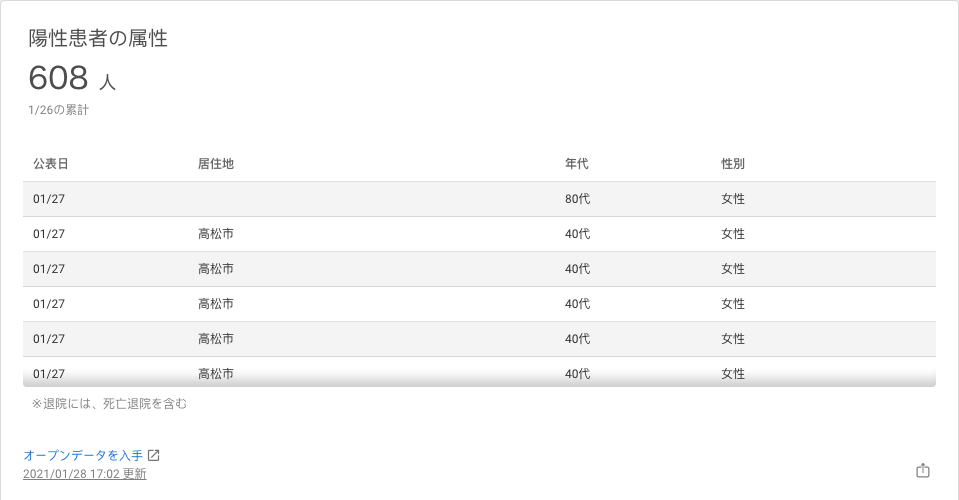 陽性患者の属性
608 人
1/26の累計
公表日 居住地 年代 性別
01/27 80代 女性
01/27 高松市 40代 女性
01/27 高松市 40代 女性
01/27 高松市 40代 女性
01/27 高松市 40代 女性
01/27 高松市 40代 女性
※退院には、死亡退院を含む
オープンデータを入手
2021/01/28 17:02 更新